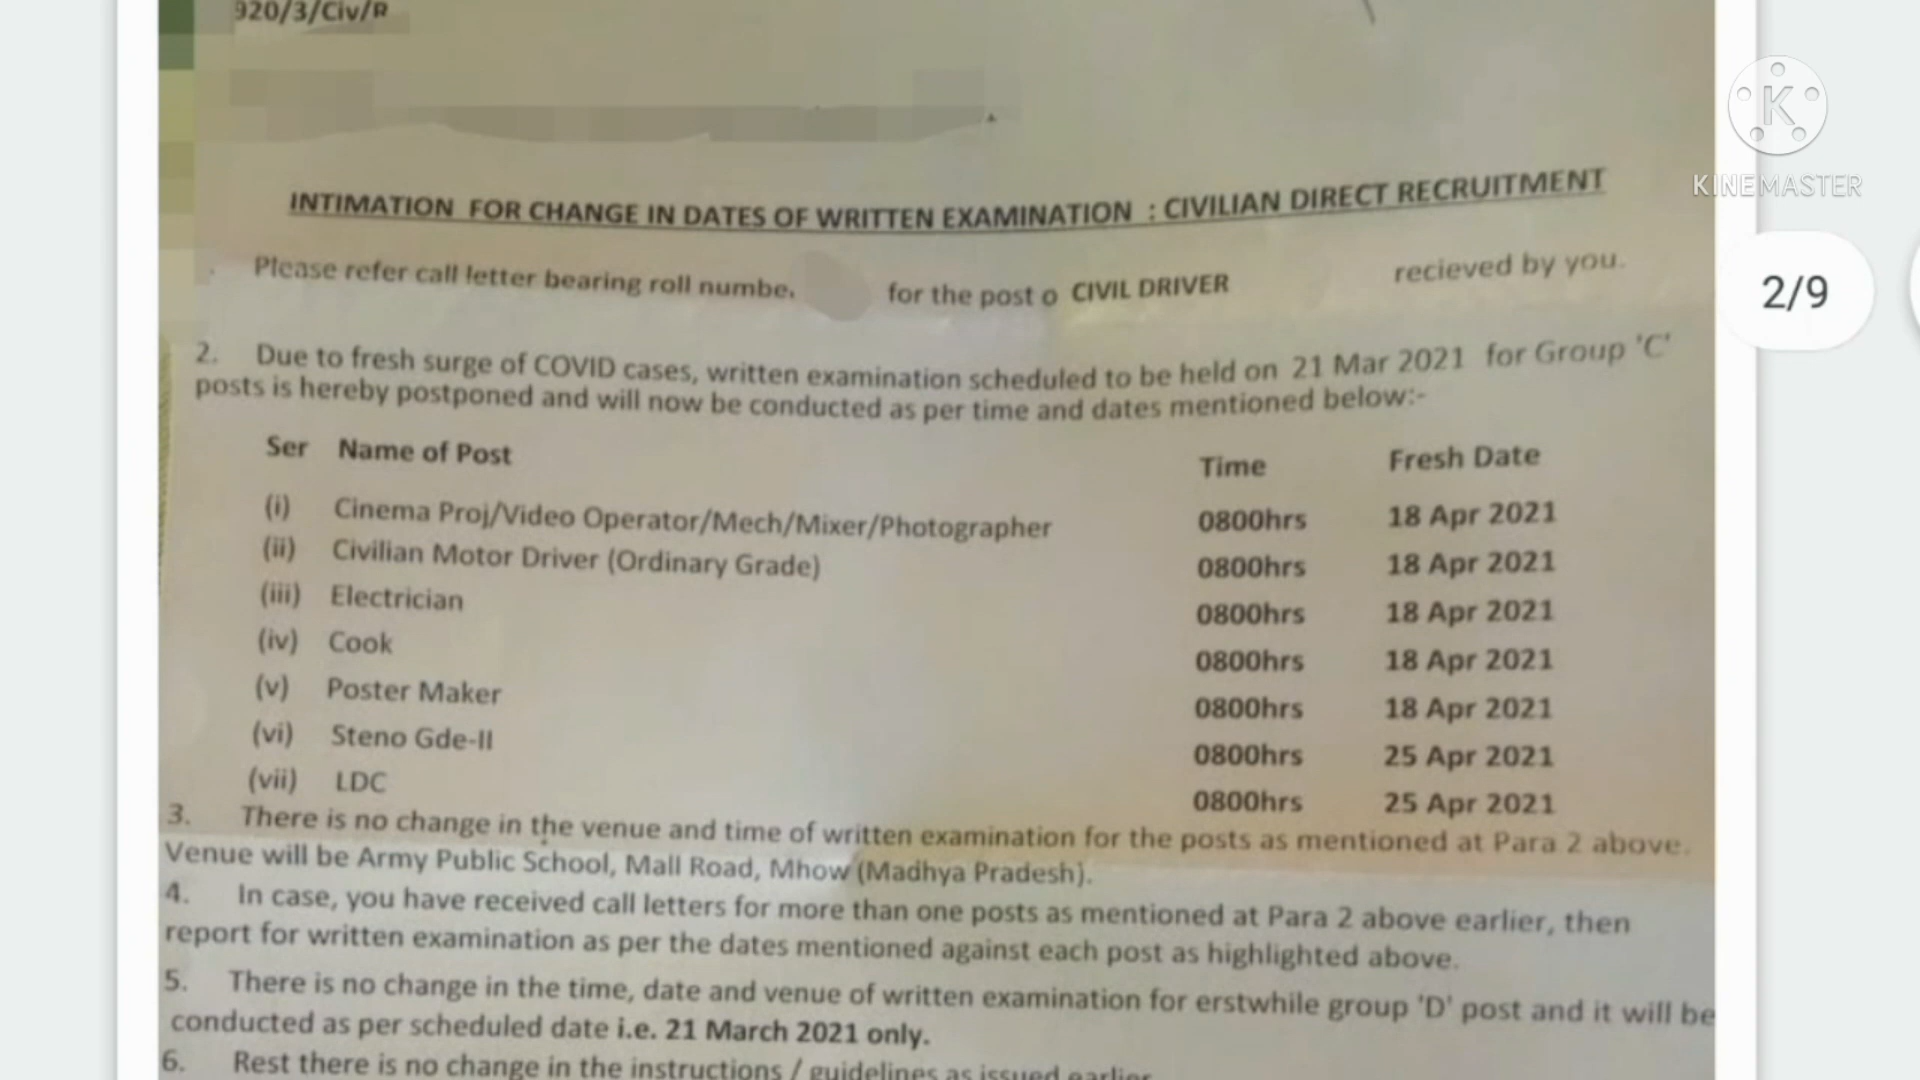 920/3/Civ/R
KINEMASTER
2/9
INTIMATION FOR CHANGE IN DATES OF WRITTEN EXAMINATION : CIVILIAN DIRECT RECRUITMENT
Please refer call letter bearing roll numbe for the post o CIVIL DRIVER recieved by you.
2. Due to fresh surge of COVID cases, written examination scheduled to be held on 21 Mar 2021 for Group 'C'
posts is hereby postponed and will now be conducted as per time and dates mentioned below:-
Ser Name of Post Time Fresh Date
(i) Cinema Proj/Video Operator/Mech/Mixer/Photographer 0800hrs 18 Apr 2021
(ii) Civilian Motor Driver (Ordinary Grade) 0800hrs 18 Apr 2021
(iii) Electrician 0800hrs 18 Apr 2021
(iv) Cook 0800hrs 18 Apr 2021
(v) Poster Maker 0800hrs 18 Apr 2021
(vi) Steno Gde-II 0800hrs 25 Apr 2021
(vii) LDC 0800hrs 25 Apr 2021
3. There is no change in the venue and time of written examination for the posts as mentioned at Para 2 above.
Venue will be Army Public School, Mall Road, Mhow (Madhya Pradesh).
4. In case, you have received call letters for more than one posts as mentioned at Para 2 above earlier, then
report for written examination as per the dates mentioned against each post as highlighted above.
5. There is no change in the time, date and venue of written examination for erstwhile group 'D' post and it will be
conducted as per scheduled date i.e. 21 March 2021 only.
6. Rest there is no change in the instructions / guidelines as issued earlier